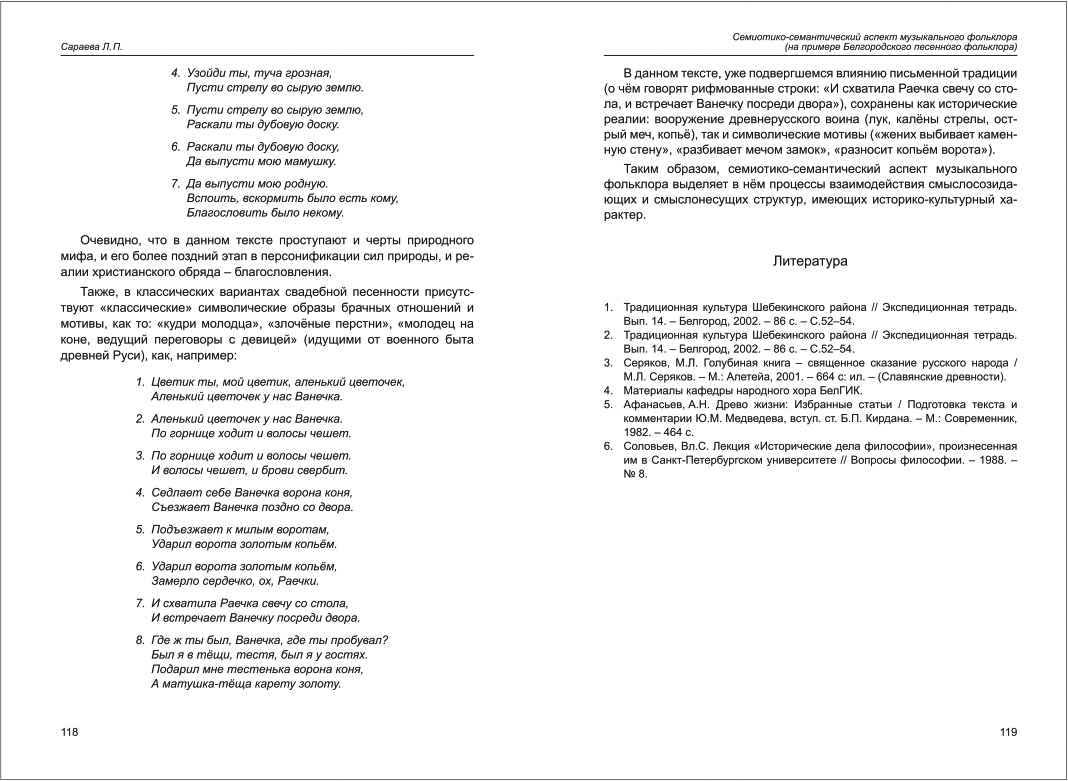 Сараева Л.П.
4. Узойди ты, туча грозная,
Пусти стрелу во сырую землю.
5. Пусти стрелу во сырую землю,
Раскали ты дубовую доску.
6. Раскали ты дубовую доску,
Да выпусти мою мамушку.
7. Да выпусти мою родную.
Вспоить, вскормить было есть кому,
Благословить было некому.
Очевидно, что в данном тексте проступают и черты природного
мифа, и его более поздний этап в персонификации сил природы, и ре-
алии христианского обряда – благословления.
Также, в классических вариантах свадебной песенности присутс-
твуют «классические» символические образы брачных отношений и
мотивы, как то: «кудри молодца», «злочёные перстни», «молодец на
коне, ведущий переговоры с девицей» (идущими от военного быта
древней Руси), как, например:
1. Цветик ты, мой цветик, аленький цветочек,
Аленький цветочек у нас Ванечка.
2. Аленький цветочек у нас Ванечка.
По горнице ходит и волосы чешет.
3. По горнице ходит и волосы чешет.
И волосы чешет, и брови свербит.
4. Седлает себе Ванечка ворона коня,
Съезжает Ванечка поздно со двора.
5. Подъезжает к милым воротам,
Ударил ворота золотым копьём.
6. Ударил ворота золотым копьём,
Замерло сердечко, ох, Раечки.
7. И схватила Раечка свечу со стола,
И встречает Ванечку посреди двора.
8. Где ж ты был, Ванечка, где ты пробувал?
Был я в тёщи, тестя, был я у гостях.
Подарил мне тестенька ворона коня,
А матушка-тёща карету золоту.
118
Семиотико-семантический аспект музыкального фольклора
(на примере Белгородского песенного фольклора)
В данном тексте, уже подвергшемся влиянию письменной традиции
(о чём говорят рифмованные строки: «И схватила Раечка свечу со сто-
ла, и встречает Ванечку посреди двора»), сохранены как исторические
реалии: вооружение древнерусского воина (лук, калёны стрелы, ост-
рый меч, копьё), так и символические мотивы («жених выбивает камен-
ную стену», «разбивает мечом замок», «разносит копьём ворота»).
Таким образом, семиотико-семантический аспект музыкального
фольклора выделяет в нём процессы взаимодействия смыслосозида-
ющих и смыслонесущих структур, имеющих историко-культурный ха-
рактер.
Литература
1. Традиционная культура Шебекинского района // Экспедиционная тетрадь.
Вып. 14. – Белгород, 2002. – 86 с. – С.52–54.
2. Традиционная культура Шебекинского района // Экспедиционная тетрадь.
Вып. 14. – Белгород, 2002. – 86 с. – С.52–54.
3. Серяков, М.Л. Голубиная книга – священное сказание русского народа /
М.Л. Серяков. – М.: Алетейа, 2001. – 664 с: ил. – (Славянские древности).
4. Материалы кафедры народного хора БелГИК.
5. Афанасьев, А.Н. Древо жизни: Избранные статьи / Подготовка текста и
комментарии Ю.М. Медведева, вступ. ст. Б.П. Кирдана. – М.: Современник,
1982. – 464 с.
6. Соловьев, Вл.С. Лекция «Исторические дела философии», произнесенная
им в Санкт-Петербургском университете // Вопросы философии. – 1988. –
№ 8.
119